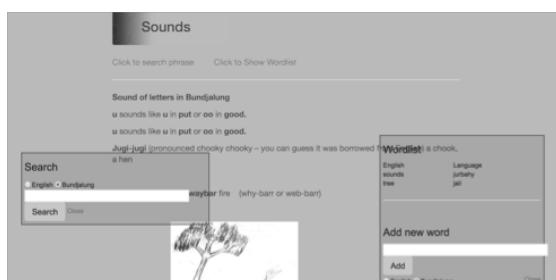 Sounds
Click to search phrase Click to Show Wordlist
Sound of letters in Bundjalung
u sounds like u in put or oo in good.
u sounds like u in put or oo in good.
Jugi-jugi (pronounced chooky chooky – you can guess it was borrowed from a chook,
a hen
waybar fire (why-barr or web-barr)
Search
English Bundjalung
Search Close
Wordlist
English Language
sounds jurbahy
tree jali
Add new word
Add
Close